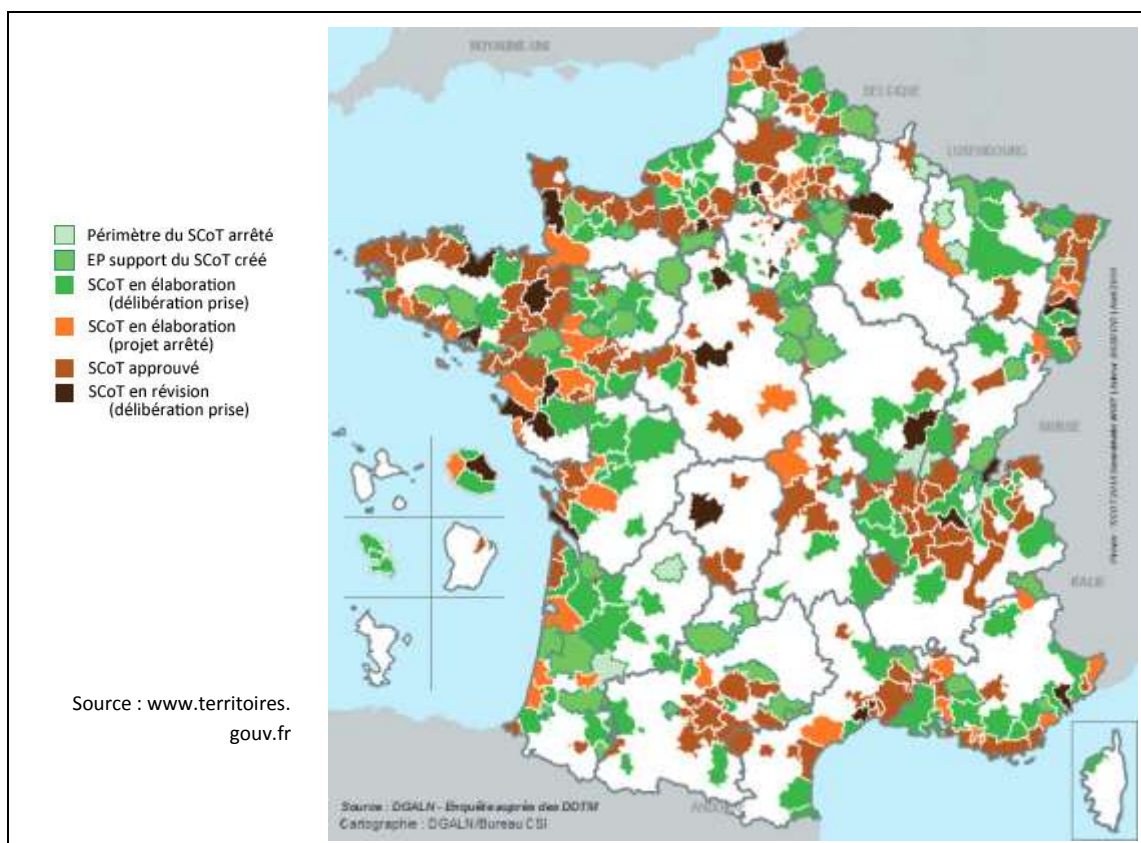 ROYAUME-UNI
BELGIQUE
LUXEMBOURG
Périmètre du SCoT arrêté
EP support du SCoT créé
SCoT en élaboration
(délibération prise)
SCoT en élaboration
(projet arrêté)
SCoT approuvé
SCoT en révision
(délibération prise)
SUISSE
ITALIE
Source : www.territoires.
gouv.fr
Source : DGALN - Enquête auprès des DDTM
Cartographie : DGALN/Bureau CSI